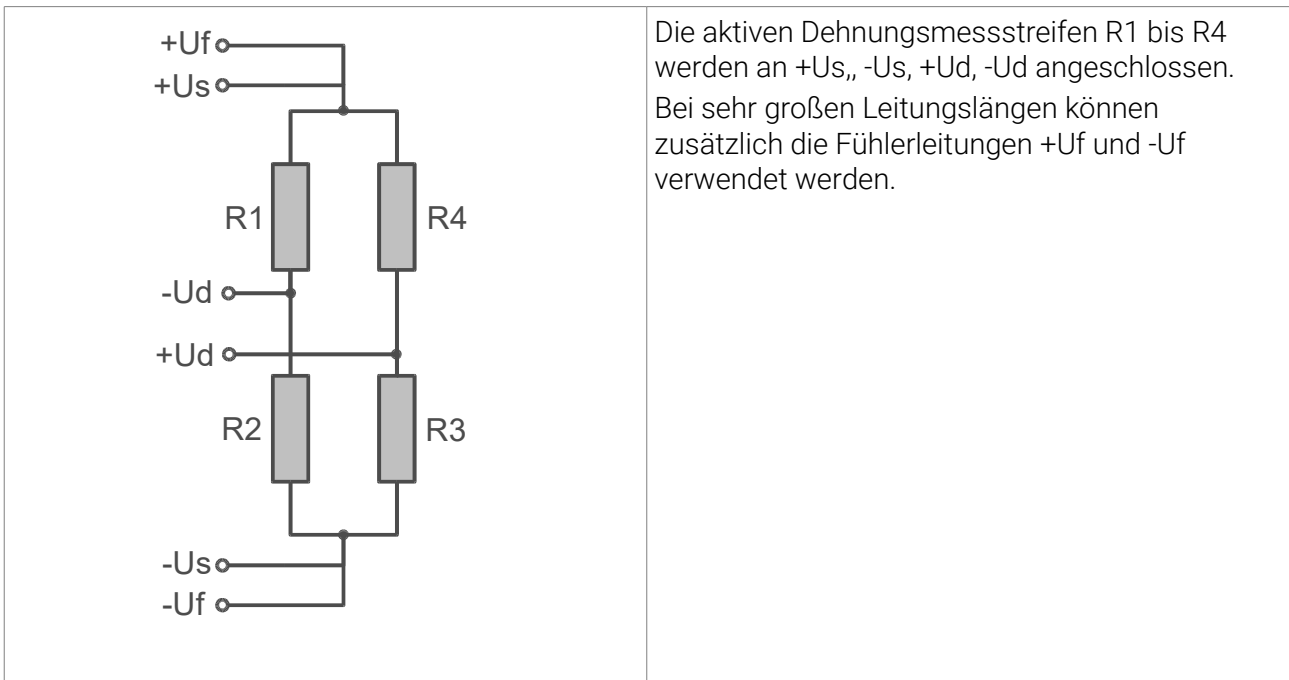 +Uf
+Us
R1
R4
-Ud
+Ud
R2
R3
-Us
-Uf
Die aktiven Dehnungsmessstreifen R1 bis R4
werden an +Us,, -Us, +Ud, -Ud angeschlossen.
Bei sehr großen Leitungslängen können
zusätzlich die Fühlerleitungen +Uf und -Uf
verwendet werden.